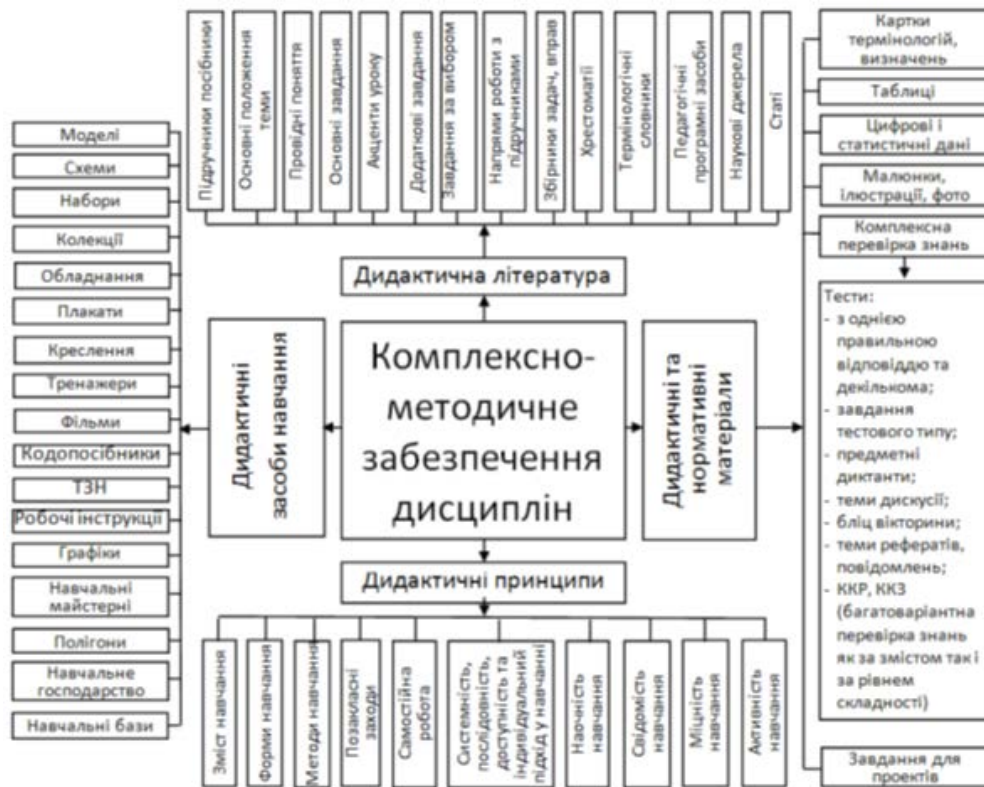 Підручники посібники
Основні положення
теми
Провідні поняття
Основні завдання
Акценти уроку
Додаткові завдання
Завдання за вибором
Напрями роботи з
підручниками
Збірники задач, вправ
Хрестоматії
Термінологічні
словники
Педагогічні
програмні засоби
Наукові джерела
Статі
Дидактична література
Моделі
Схеми
Набори
Колекції
Обладнання
Плакати
Креслення
Тренажери
Фільми
Кодопосібники
ТЗН
Робочі інструкції
Графіки
Навчальні
майстерні
Полігони
Навчальне
господарство
Навчальні бази
Дидактичні
засоби навчання
Комплексно-
методичне
забезпечення
дисциплін
Дидактичні та
нормативні
матеріали
Картки
термінологій,
визначень
Таблиці
Цифрові і
статистичні дані
Малюнки,
ілюстрації, фото
Комплексна
перевірка знань
Тести:
- з однією
правильною
відповіддю та
декількома;
- завдання
тестового типу;
- предметні
диктанти;
- теми дискусії;
- бліц вікторини;
- теми рефератів,
повідомлень;
- ККР, ККЗ
(багатоваріантна
перевірка знань
як за змістом так і
за рівнем
складності)
Завдання для
проектів
Дидактичні принципи
Зміст навчання
Форми навчання
Методи навчання
Позакласні
заходи
Самостійна
робота
Системність,
послідовність,
доступність та
індивідуальний
підхід у навчанні
Наочність
навчання
Свідомість
навчання
Міцність
навчання
Активність
навчання